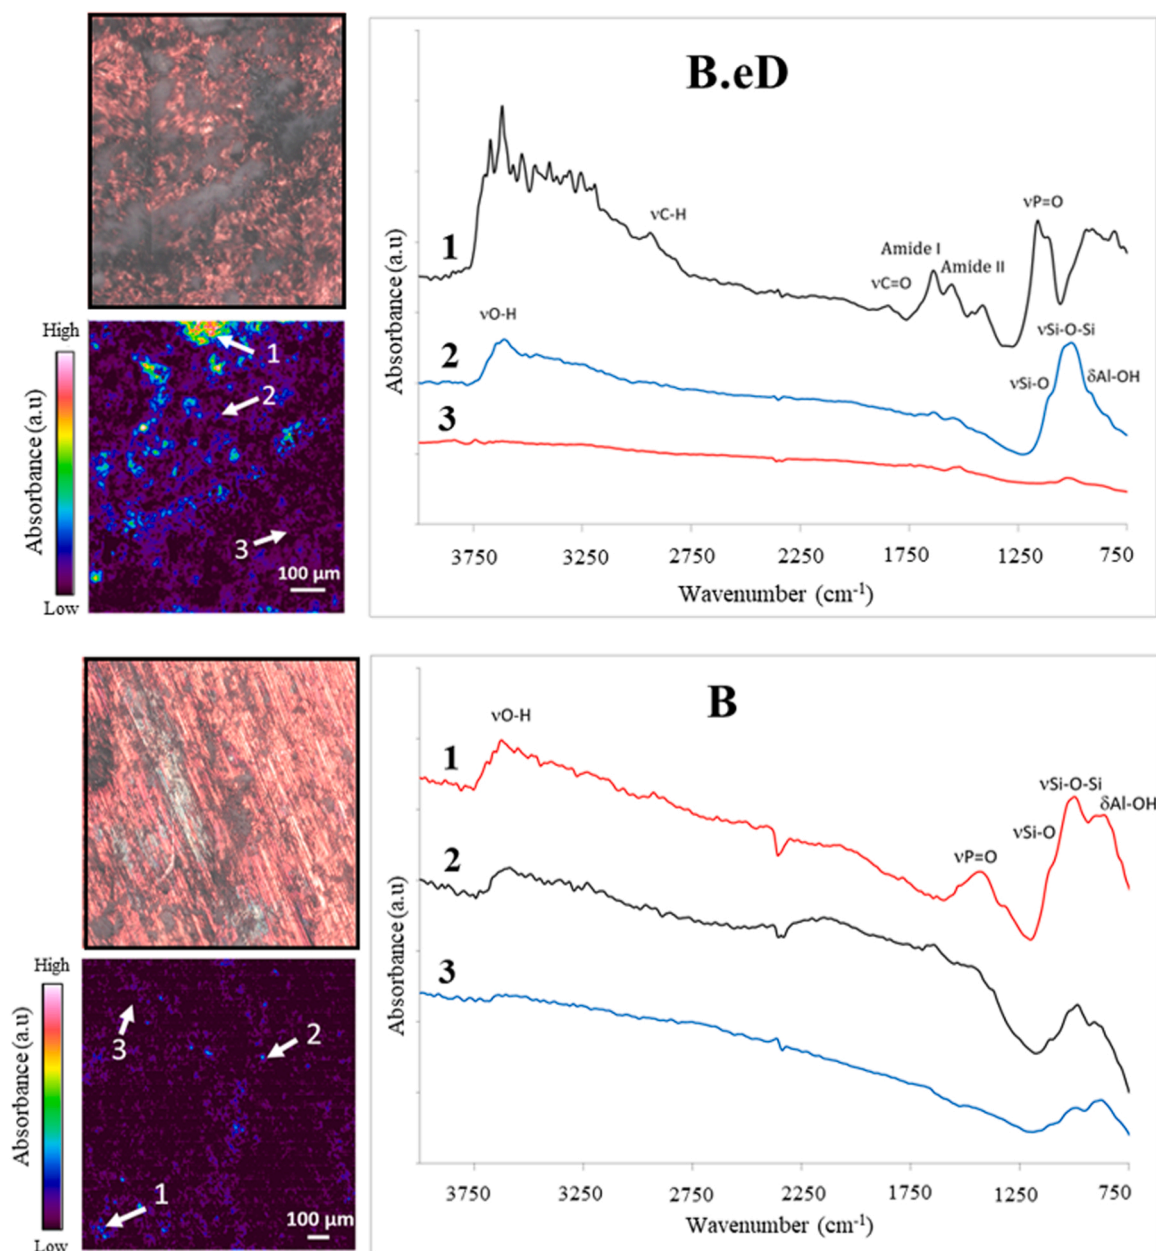 B.eD
High
Absorbance (a.u)
Low
1
2
3
100 µm
Absorbance (a.u)
1
νC-H
νP=O
Amide I
Amide II
νC=O
2
νO-H
νSi-O-Si
νSi-O
δAl-OH
3
3750 3250 2750 2250 1750 1250 750
Wavenumber (cm-1)
B
High
Absorbance (a.u)
Low
3
2
1
100 µm
Absorbance (a.u)
νO-H
1
νSi-O-Si
δAl-OH
νSi-O
νP=O
2
3
3750 3250 2750 2250 1750 1250 750
Wavenumber (cm-1)